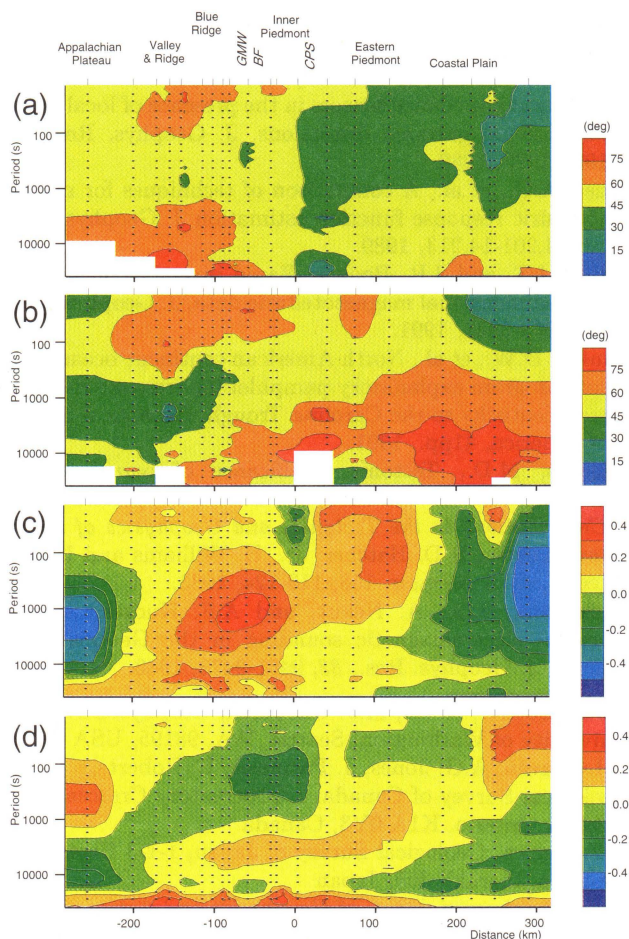 Appalachian Plateau
Valley & Ridge
Blue Ridge
GMW
BF
Inner Piedmont
CPS
Eastern Piedmont
Coastal Plain
(a)
Period (s)
100
1000
10000
(deg)
75
60
45
30
15
(b)
Period (s)
100
1000
10000
(deg)
75
60
45
30
15
(c)
Period (s)
100
1000
10000
0.4
0.2
0.0
-0.2
-0.4
(d)
Period (s)
100
1000
10000
0.4
0.2
0.0
-0.2
-0.4
-200
-100
0
100
200
300
Distance (km)